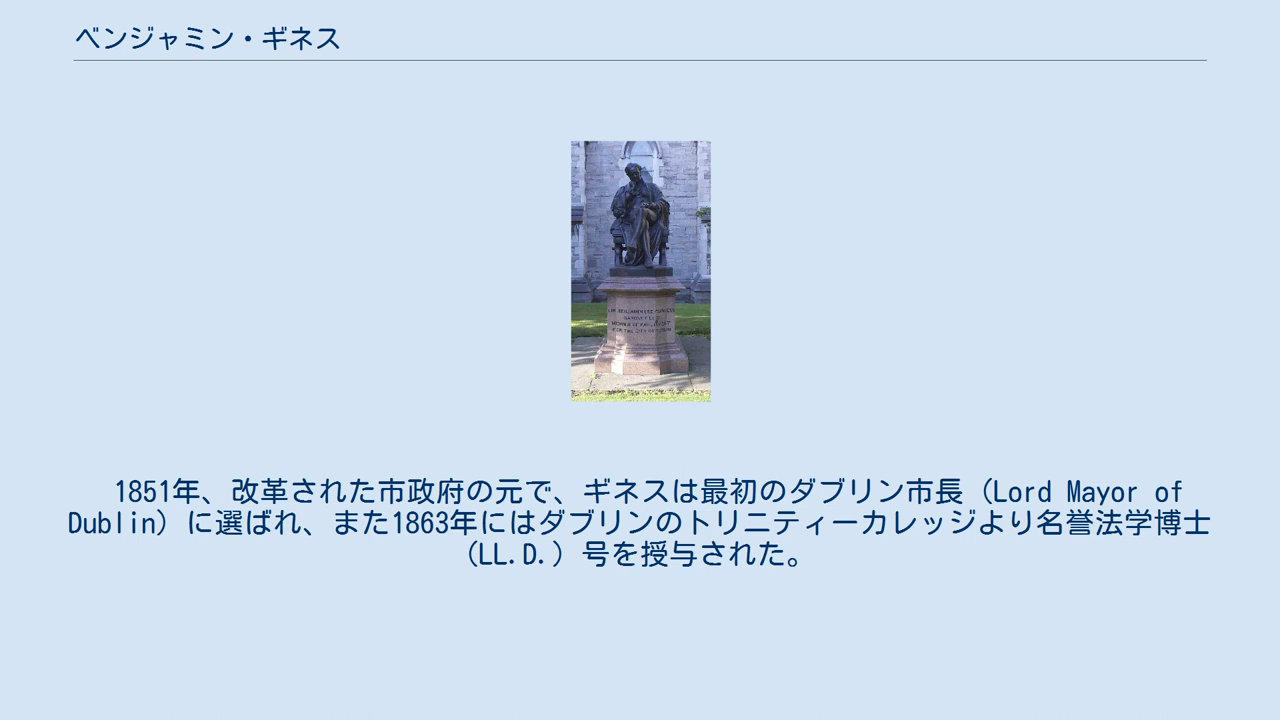 ベンジャミン・ギネス
1851年、改革された市政府の元で、ギネスは最初のダブリン市長（Lord Mayor of
Dublin）に選ばれ、また1863年にはダブリンのトリニティーカレッジより名誉法学博士
（LL.D.）号を授与された。